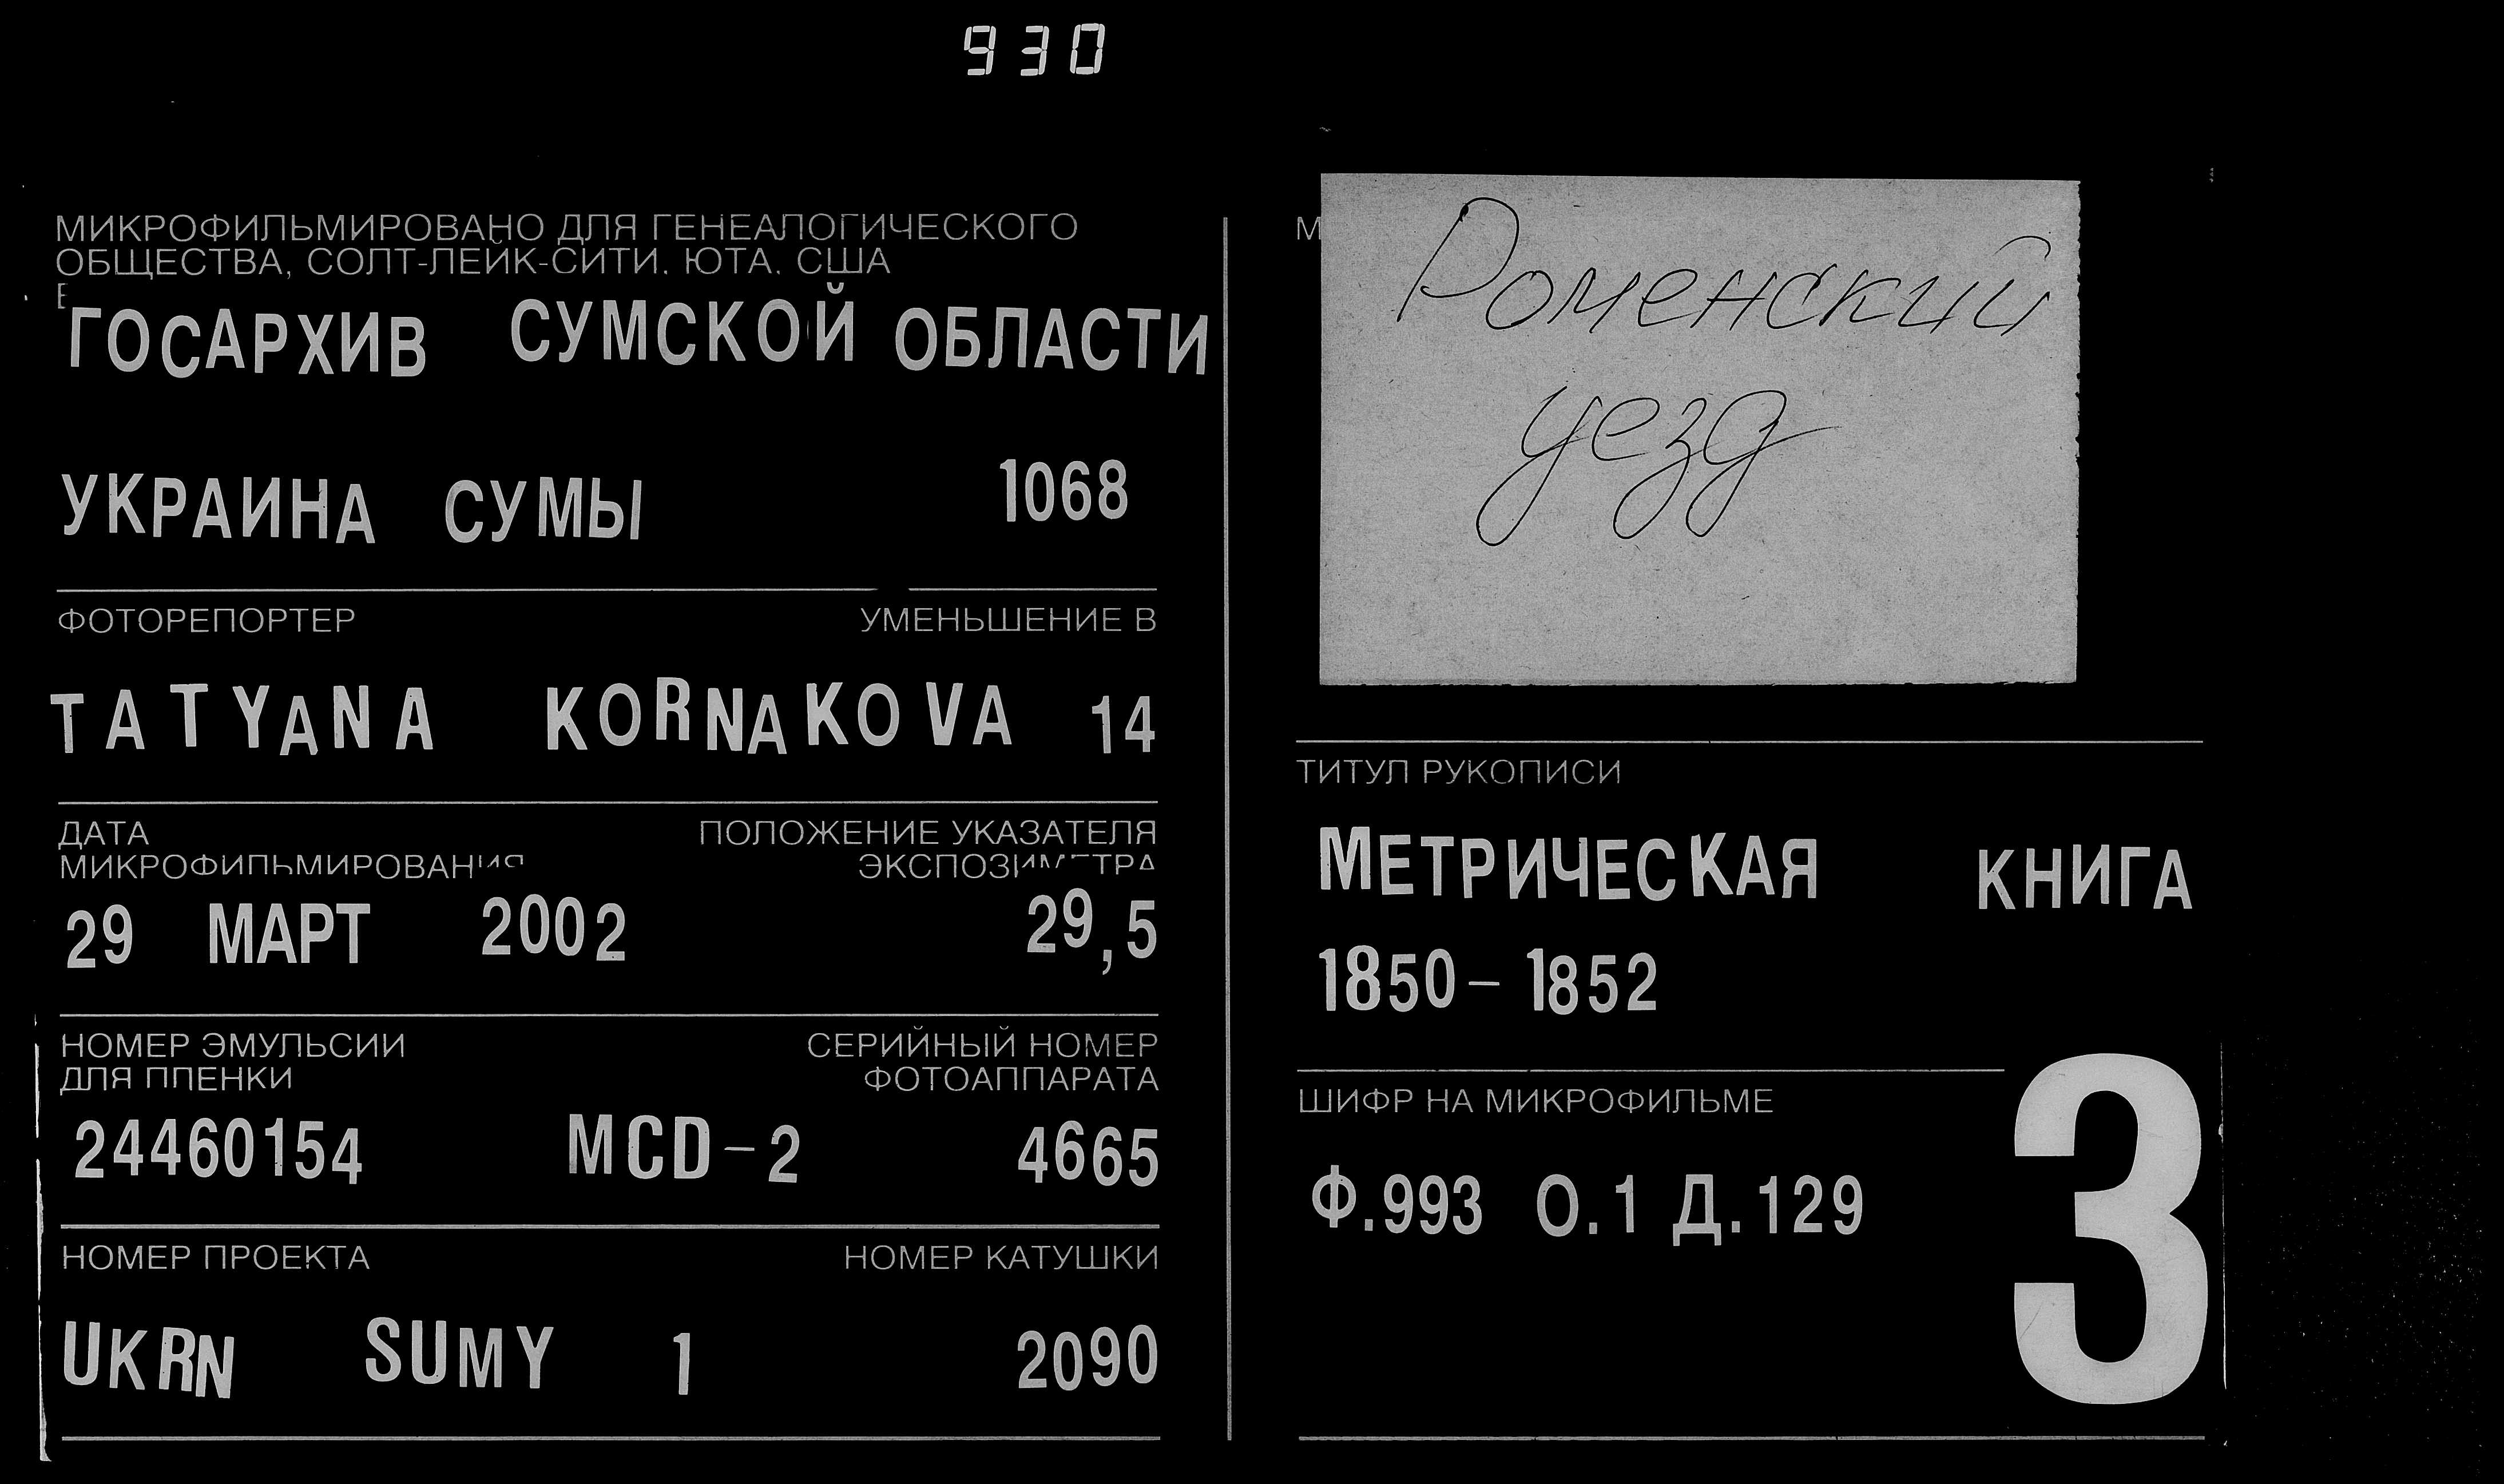 930
МИКРОФИЛЬМИРОВАНО ДЛЯ ГЕНЕАЛОГИЧЕСКОГО
ОБЩЕСТВА, СОЛТ-ЛЕЙК-СИТИ, ЮТА, США
ГОСАРХИВ СУМСКОЙ ОБЛАСТИ
УКРАИНА СУМЫ 1068
ФОТОРЕПОРТЕР УМЕНЬШЕНИЕ В
TATYANA KORNAKOVA 14
ДАТА ПОЛОЖЕНИЕ УКАЗАТЕЛЯ
МИКРОФИЛЬМИРОВАНИЯ ЭКСПОЗИМЕТРА
29 МАРТ 2002 29,5
НОМЕР ЭМУЛЬСИИ СЕРИЙНЫЙ НОМЕР
ДЛЯ ПЛЕНКИ ФОТОАППАРАТА
24460154 MCD-2 4665
НОМЕР ПРОЕКТА НОМЕР КАТУШКИ
UKRN SUMY 1 2090
Роменский
уезд
ТИТУЛ РУКОПИСИ
МЕТРИЧЕСКАЯ КНИГА
1850-1852
ШИФР НА МИКРОФИЛЬМЕ
Ф.993 О.1 Д.129
3